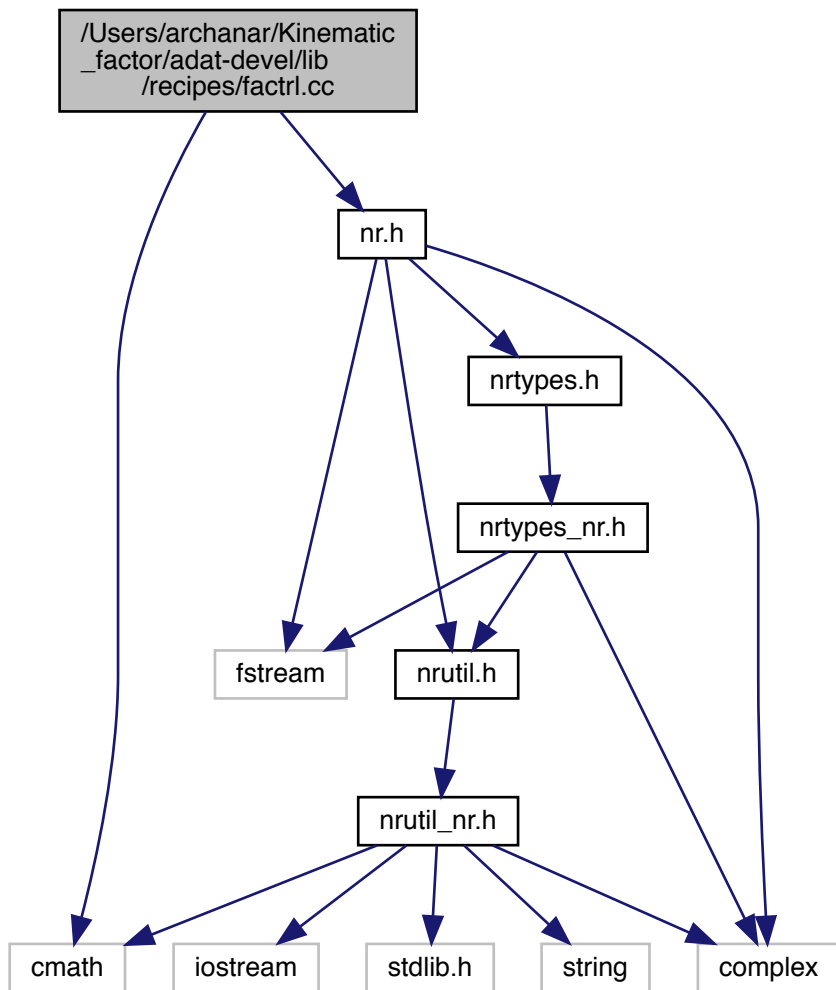 /Users/archanar/Kinematic
_factor/adat-devel/lib
/recipes/factrl.cc
nr.h
nrtypes.h
nrtypes_nr.h
fstream
nrutil.h
nrutil_nr.h
cmath
iostream
stdlib.h
string
complex